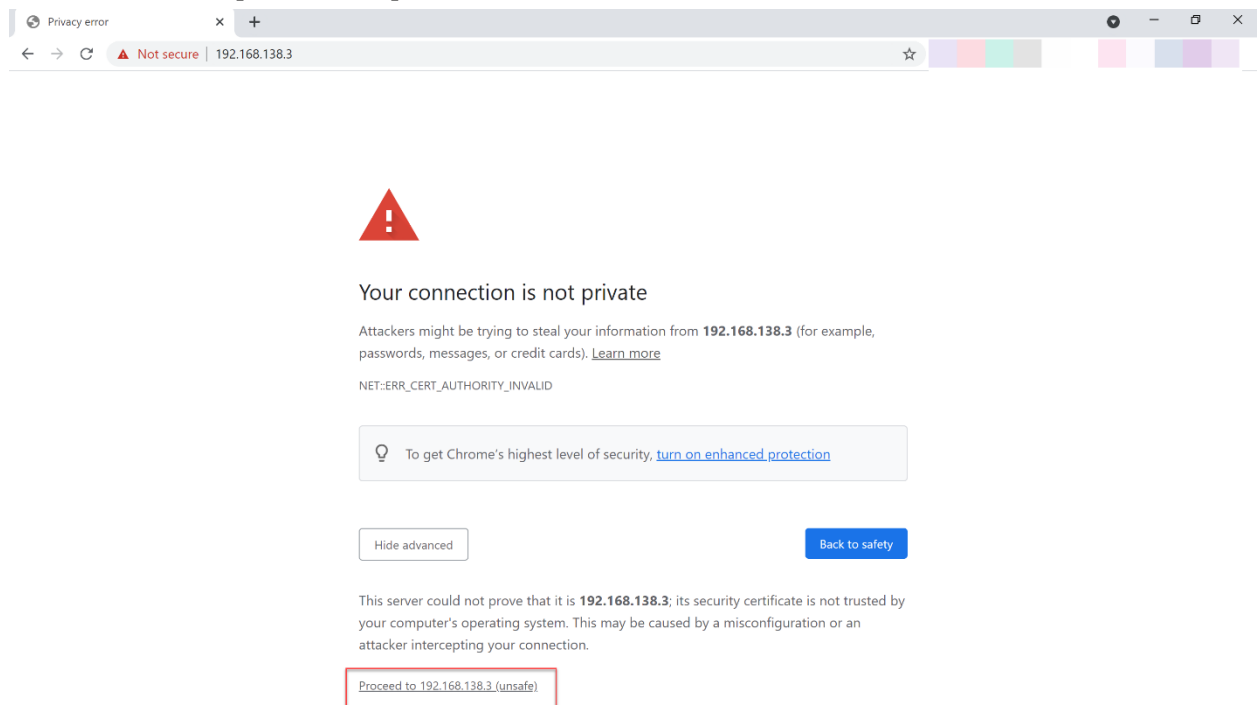 Privacy error
Not secure | 192.168.138.3
Your connection is not private
Attackers might be trying to steal your information from 192.168.138.3 (for example,
passwords, messages, or credit cards). Learn more
NET::ERR_CERT_AUTHORITY_INVALID
To get Chrome's highest level of security, turn on enhanced protection
Hide advanced
Back to safety
This server could not prove that it is 192.168.138.3; its security certificate is not trusted by
your computer's operating system. This may be caused by a misconfiguration or an
attacker intercepting your connection.
Proceed to 192.168.138.3 (unsafe)